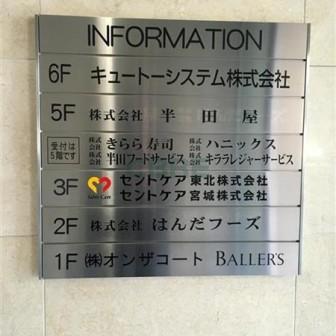 INFORMATION
6F キュートーシステム株式会社
5F 株式会社 半田屋
受付は 5階です 株式会社 きらら寿司 株式会社 ハニックス
株式会社 半田フードサービス 株式会社 キララレジャーサービス
3F セントケア東北株式会社
セントケア宮城株式会社
2F 株式会社 はんだフーズ
1F ㈱オンザコート BALLER'S